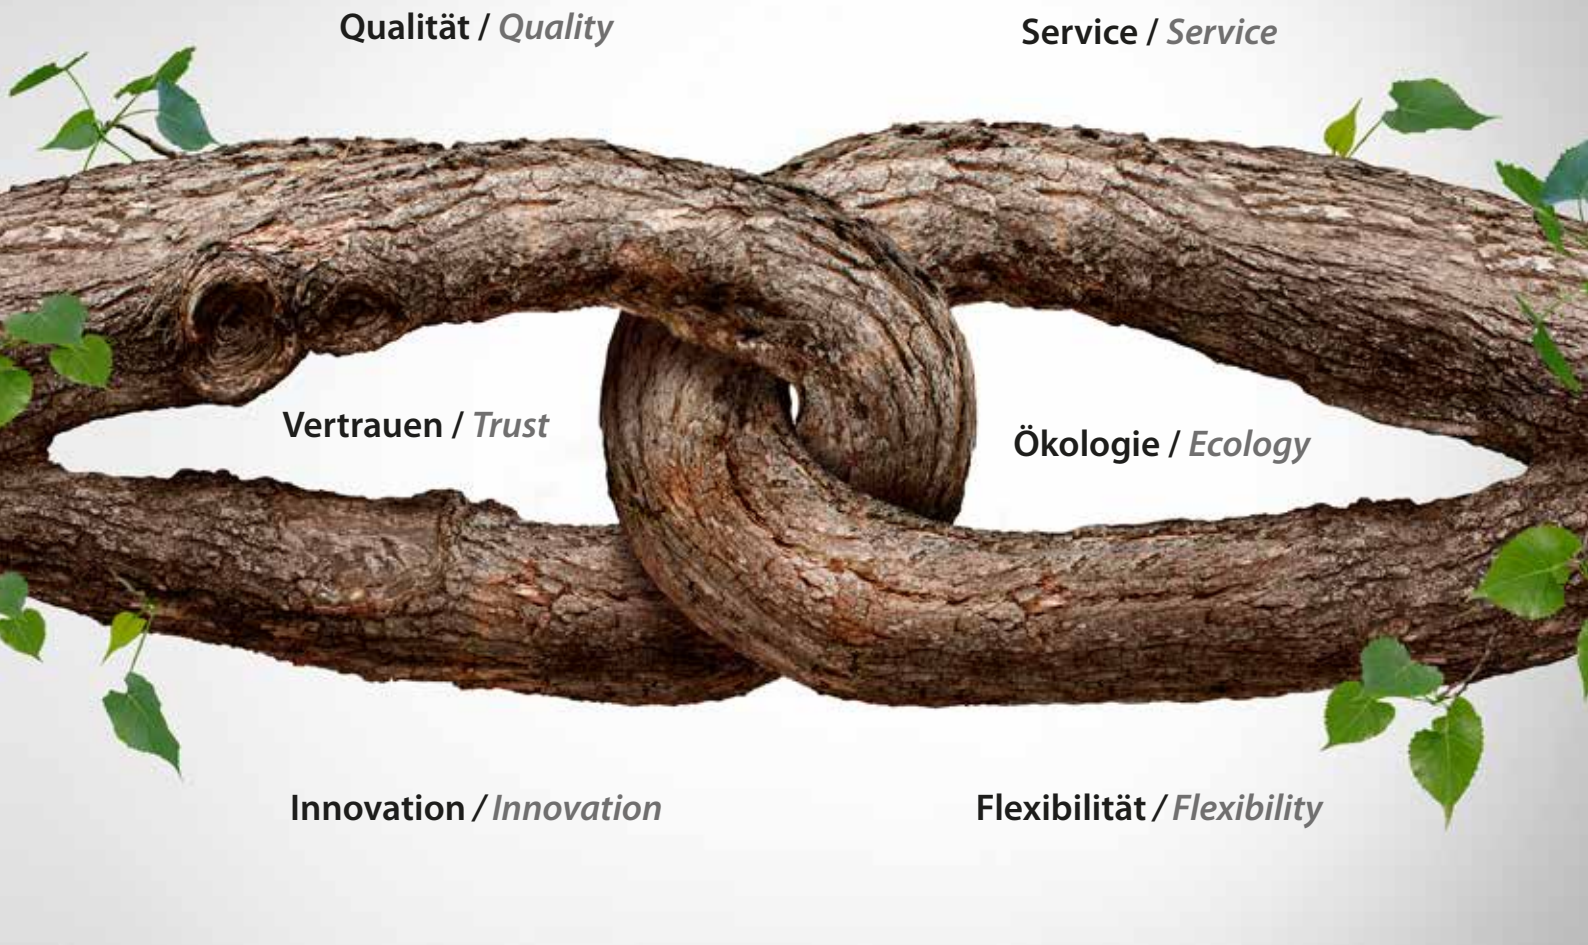 Qualität / Quality
Service / Service
Vertrauen / Trust
Ökologie / Ecology
Innovation / Innovation
Flexibilität / Flexibility